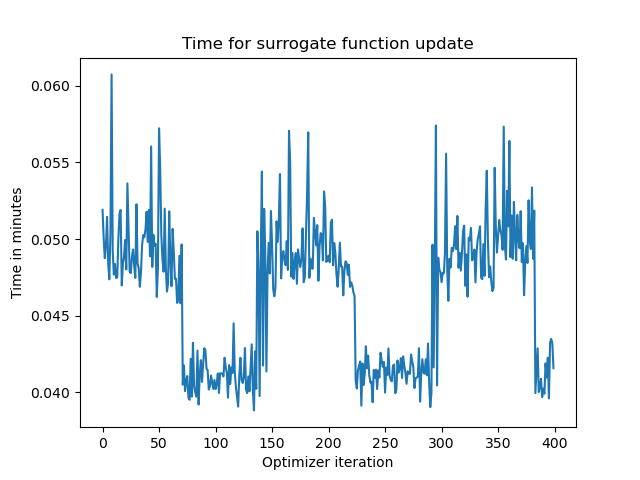 Time for surrogate function update
0.060
0.055
0.050
0.045
0.040
Time in minutes
0 50 100 150 200 250 300 350 400
Optimizer iteration